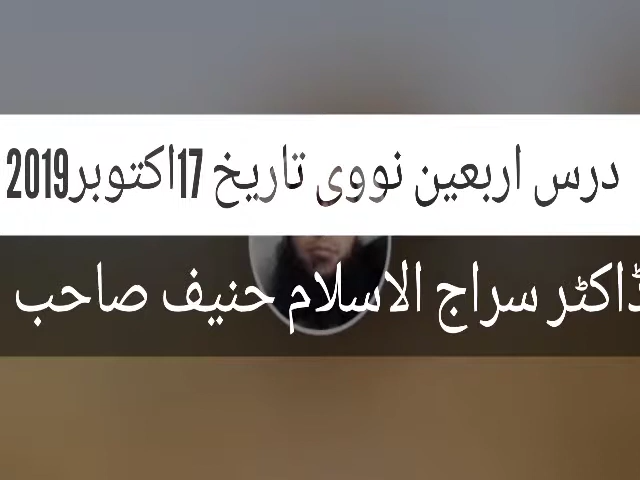 درس اربعین نووی تاریخ 17اکتوبر2019
ڈاکٹر سراج الاسلام حنیف صاحب